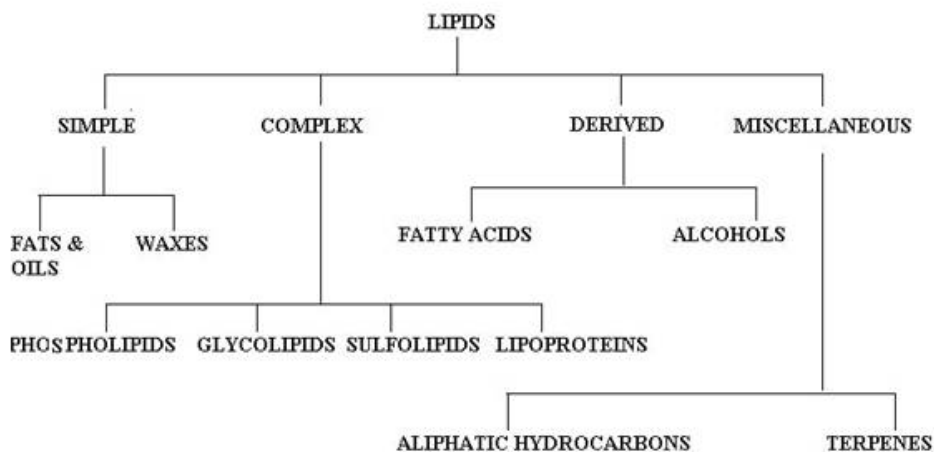 LIPIDS
SIMPLE COMPLEX DERIVED MISCELLANEOUS
FATTY ACIDS ALCOHOLS
FATS &
OILS
WAXES
PHOSPHOLIPIDS GLYCOLIPIDS SULFOLIPIDS LIPOPROTEINS
ALIPHATIC HYDROCARBONS TERPENES